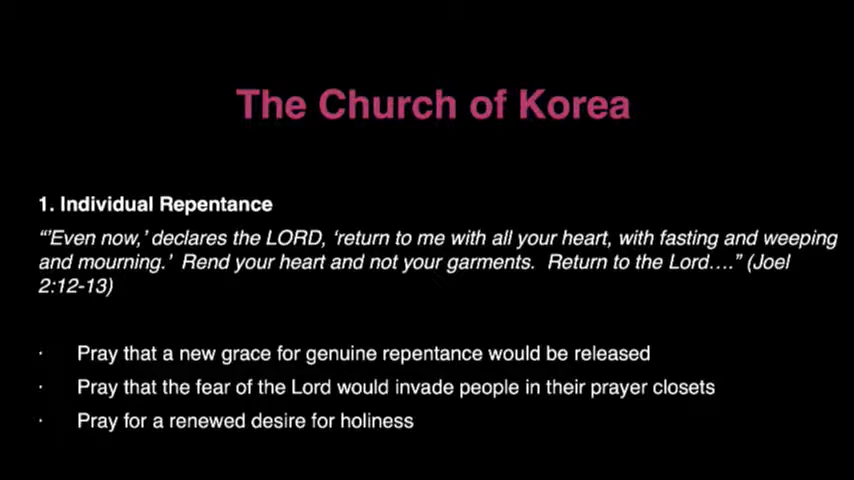 The Church of Korea
1. Individual Repentance
“’Even now,’ declares the LORD, ‘return to me with all your heart, with fasting and weeping
and mourning.’  Rend your heart and not your garments.  Return to the Lord….” (Joel
2:12-13)
· Pray that a new grace for genuine repentance would be released
· Pray that the fear of the Lord would invade people in their prayer closets
· Pray for a renewed desire for holiness